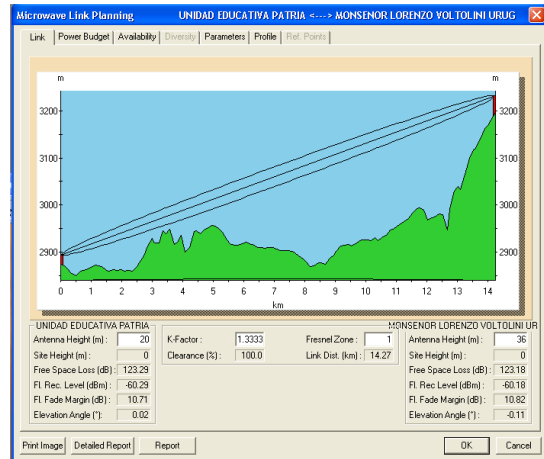 Microwave Link Planning UNIDAD EDUCATIVA PATRIA <---> MONSENOR LORENZO VOLTOLINI URUG
Link Power Budget Availability Diversity Parameters Profile Ref. Points
m m
3200 3200
3100 3100
3000 3000
2900 2900
0 1 2 3 4 5 6 7 8 9 10 11 12 13 14
km
UNIDAD EDUCATIVA PATRIA MONSENOR LORENZO VOLTOLINI UR
Antenna Height (m) : 20 K-Factor : 1.3333 Fresnel Zone : 1 Antenna Height (m) : 36
Site Height (m) : 0 Clearance (%) : 100.0 Link Dist. (km) : 14.27 Site Height (m) : 0
Free Space Loss (dB) : 123.29 Free Space Loss (dB) : 123.18
Fl. Rec. Level (dBm) : -60.29 Fl. Rec. Level (dBm) : -60.18
Fl. Fade Margin (dB) : 10.71 Fl. Fade Margin (dB) : 10.82
Elevation Angle (°): 0.02 Elevation Angle (°): -0.11
Print Image Detailed Report Report OK Cancel